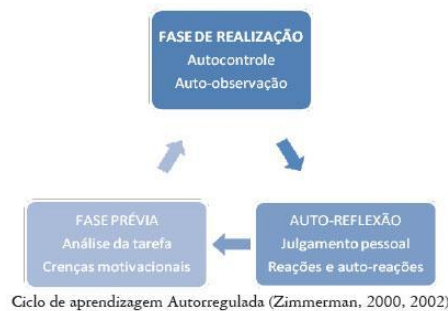 FASE DE REALIZAÇÃO
Autocontrole
Auto-observação
FASE PRÉVIA
Análise da tarefa
Crenças motivacionais
AUTO-REFLEXÃO
Julgamento pessoal
Reações e auto-reações
Ciclo de aprendizagem Autorregulada (Zimmerman, 2000, 2002)